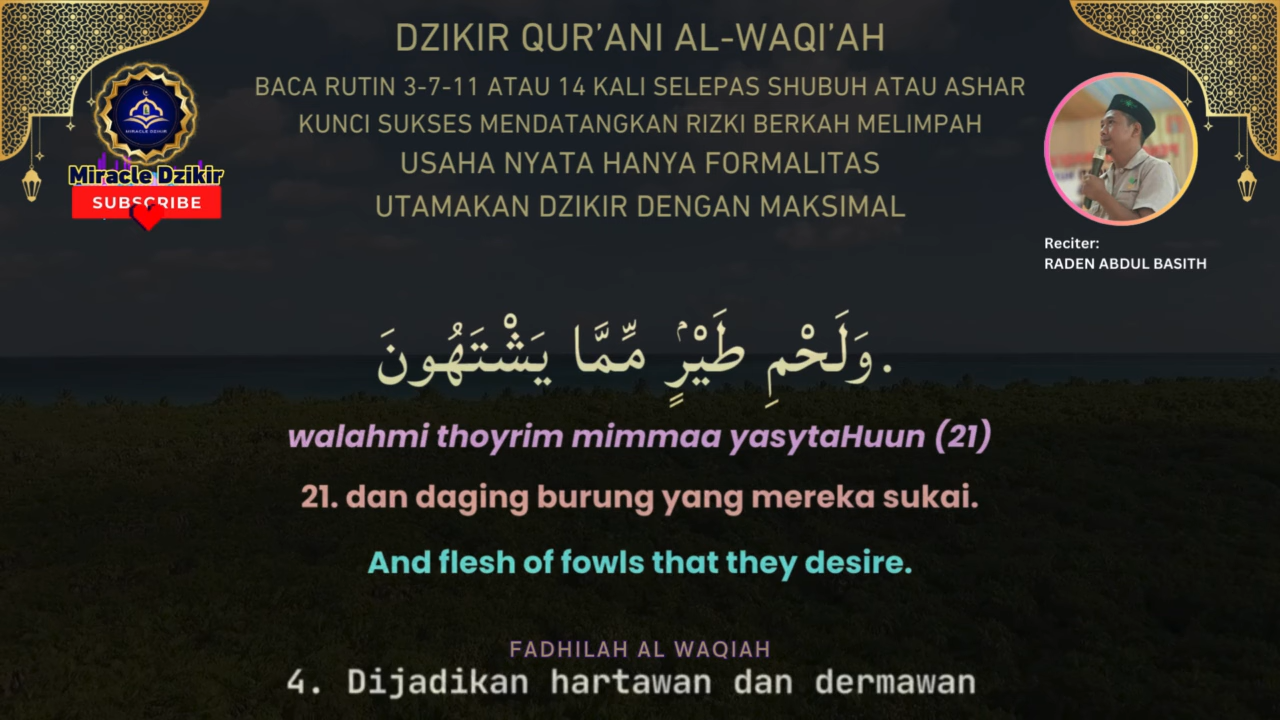 DZIKIR QUR'ANI AL-WAQI'AH
BACA RUTIN 3-7-11 ATAU 14 KALI SELEPAS SHUBUH ATAU ASHAR
KUNCI SUKSES MENDATANGKAN RIZKI BERKAH MELIMPAH
USAHA NYATA HANYA FORMALITAS
UTAMAKAN DZIKIR DENGAN MAKSIMAL
MIRACLE DZIKIR
Miracle Dzikir
SUBSCRIBE
Reciter:
RADEN ABDUL BASITH
وَلَحْمِ طَيْرٍۢ مِّمَّا يَشْتَهُونَ.
walahmi thoyrim mimmaa yasytaHuun (21)
21. dan daging burung yang mereka sukai.
And flesh of fowls that they desire.
FADHILAH AL WAQIAH
4. Dijadikan hartawan dan dermawan